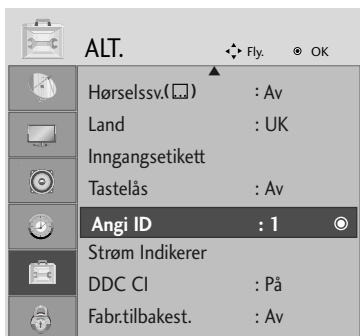 ALT. Fly. OK
Hørselssv.( ) : Av
Land : UK
Inngangsetikett
Tastelås : Av
Angi ID : 1
Strøm Indikerer
DDC CI : På
Fabr.tilbakest. : Av